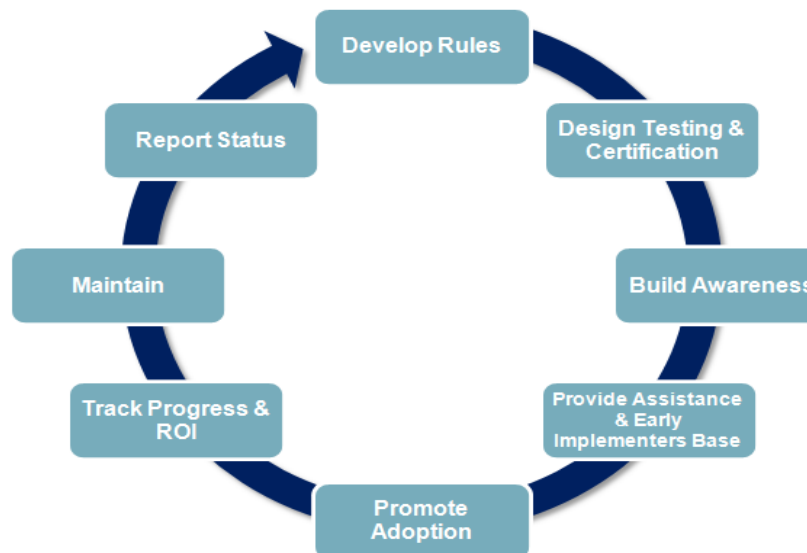 Develop Rules
Design Testing &
Certification
Build Awareness
Provide Assistance
& Early
Implementers Base
Promote
Adoption
Track Progress &
ROI
Maintain
Report Status